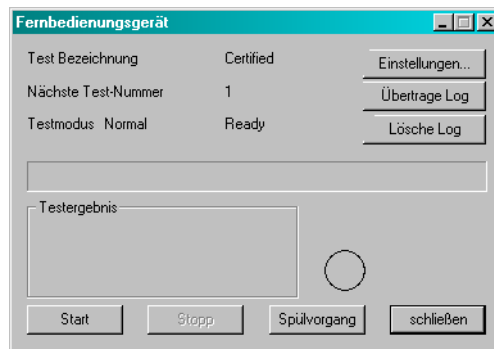 Fernbedienungsgerät
Test Bezeichnung Certified Einstellungen...
Nächste Test-Nummer 1 Übertrage Log
Testmodus Normal Ready Lösche Log
Testergebnis
Start Stopp Spülvorgang schließen